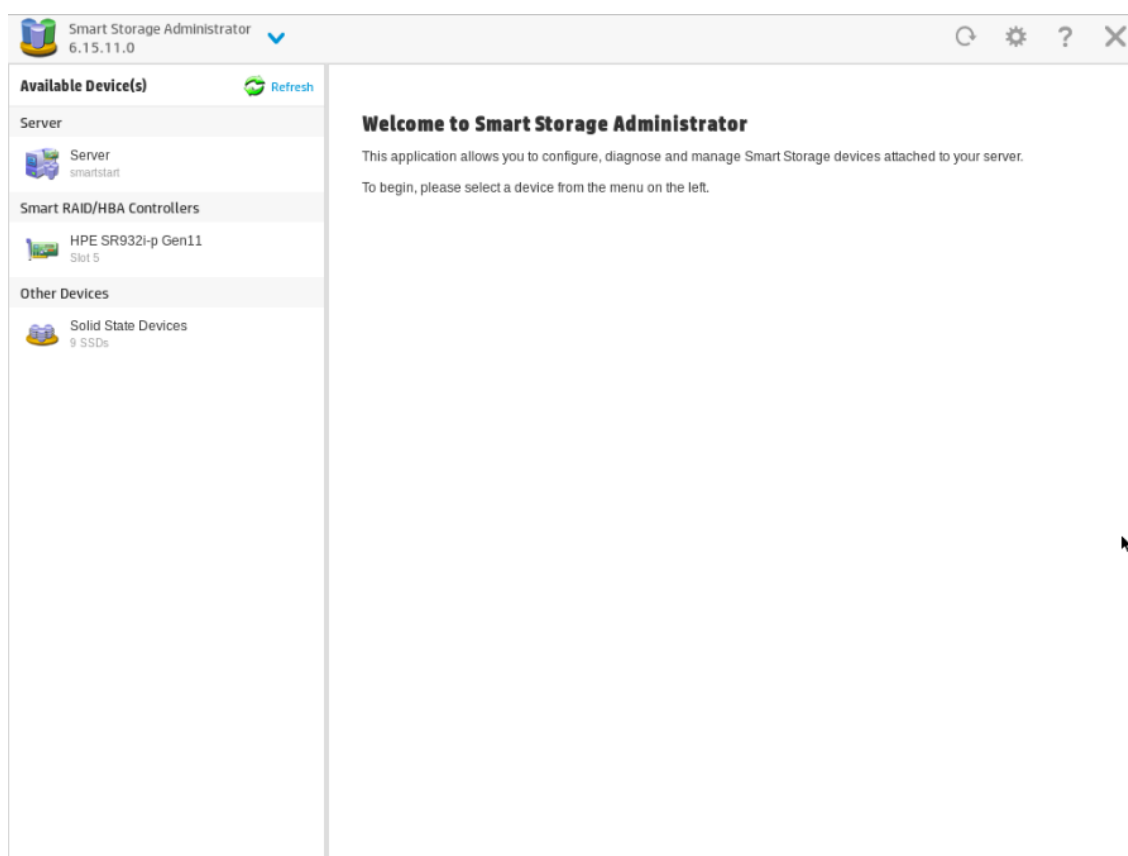 Smart Storage Administrator
6.15.11.0
Available Device(s)
Refresh
Server
Server
smartstart
Smart RAID/HBA Controllers
HPE SR932i-p Gen11
Slot 5
Other Devices
Solid State Devices
9 SSDs
Welcome to Smart Storage Administrator
This application allows you to configure, diagnose and manage Smart Storage devices attached to your server.
To begin, please select a device from the menu on the left.